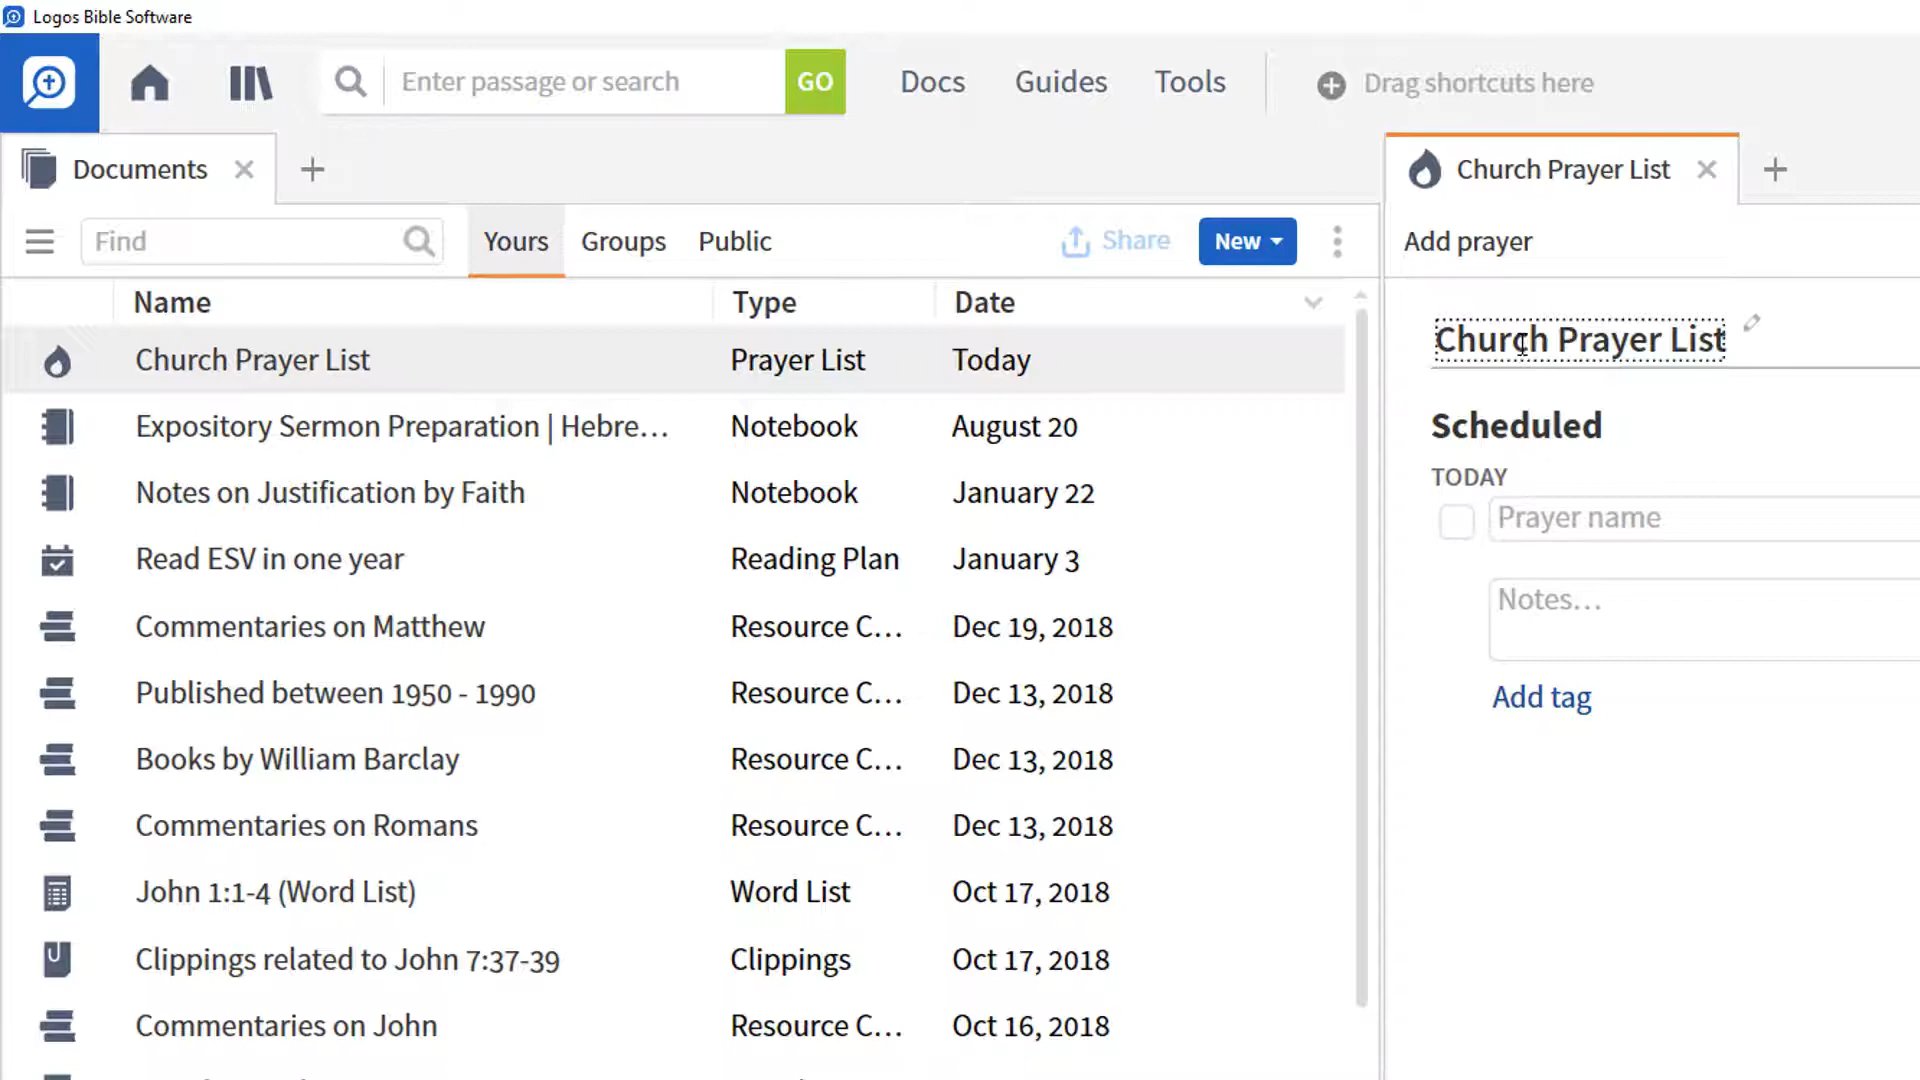 Logos Bible Software
Enter passage or search
GO
Docs
Guides
Tools
Drag shortcuts here
Documents
Church Prayer List
Find
Yours
Groups
Public
Share
New
Add prayer
Name Type Date
Church Prayer List Prayer List Today
Expository Sermon Preparation | Hebre… Notebook August 20
Notes on Justification by Faith Notebook January 22
Read ESV in one year Reading Plan January 3
Commentaries on Matthew Resource C… Dec 19, 2018
Published between 1950 - 1990 Resource C… Dec 13, 2018
Books by William Barclay Resource C… Dec 13, 2018
Commentaries on Romans Resource C… Dec 13, 2018
John 1:1-4 (Word List) Word List Oct 17, 2018
Clippings related to John 7:37-39 Clippings Oct 17, 2018
Commentaries on John Resource C… Oct 16, 2018
Church Prayer List
Scheduled
TODAY
Prayer name
Notes…
Add tag